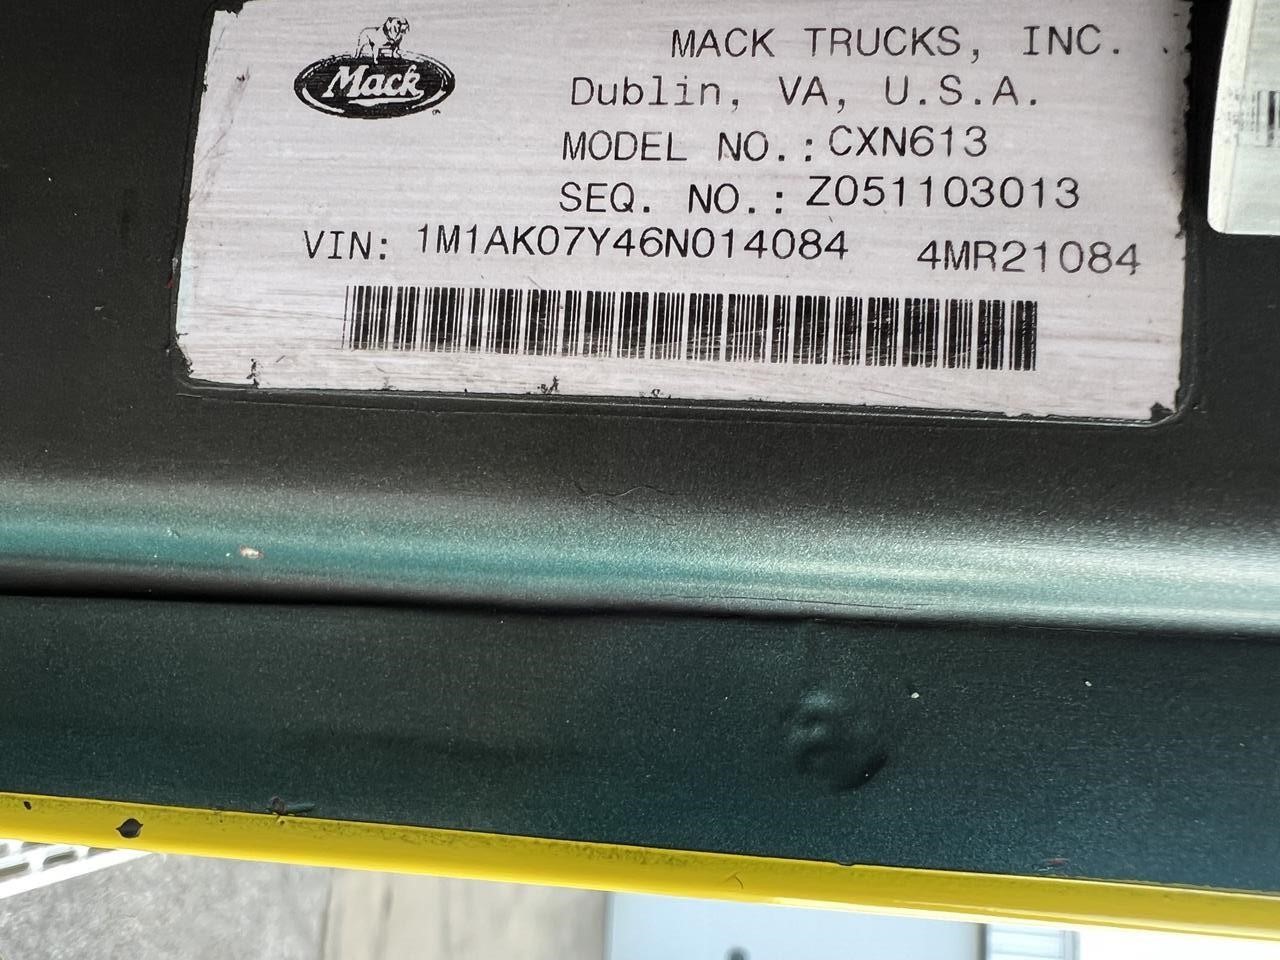 Mack
MACK TRUCKS, INC.
Dublin, VA, U.S.A.
MODEL NO.: CXN613
SEQ. NO.: Z051103013
VIN: 1M1AK07Y46N014084 4MR21084